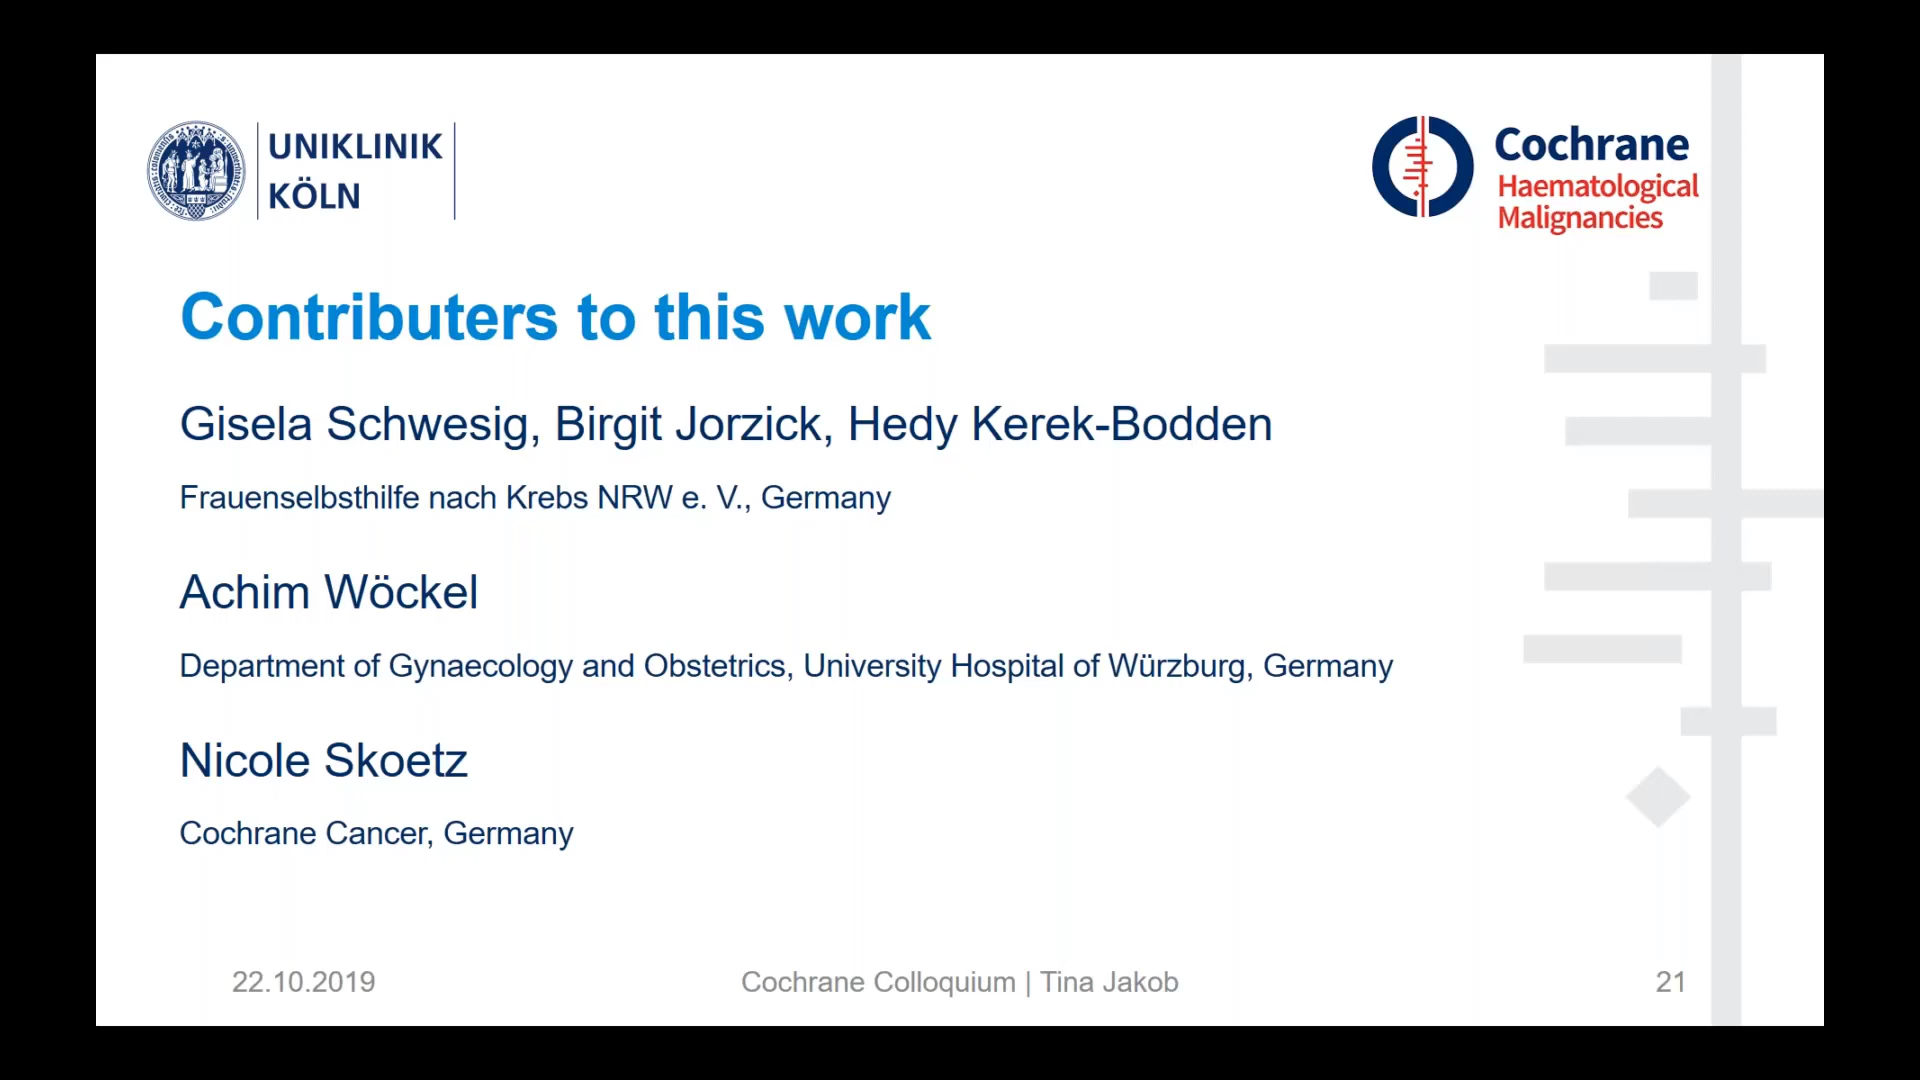 UNIKLINIK
KÖLN
Cochrane
Haematological
Malignancies
Contributers to this work
Gisela Schwesig, Birgit Jorzick, Hedy Kerek-Bodden
Frauenselbsthilfe nach Krebs NRW e. V., Germany
Achim Wöckel
Department of Gynaecology and Obstetrics, University Hospital of Würzburg, Germany
Nicole Skoetz
Cochrane Cancer, Germany
22.10.2019
Cochrane Colloquium | Tina Jakob
21